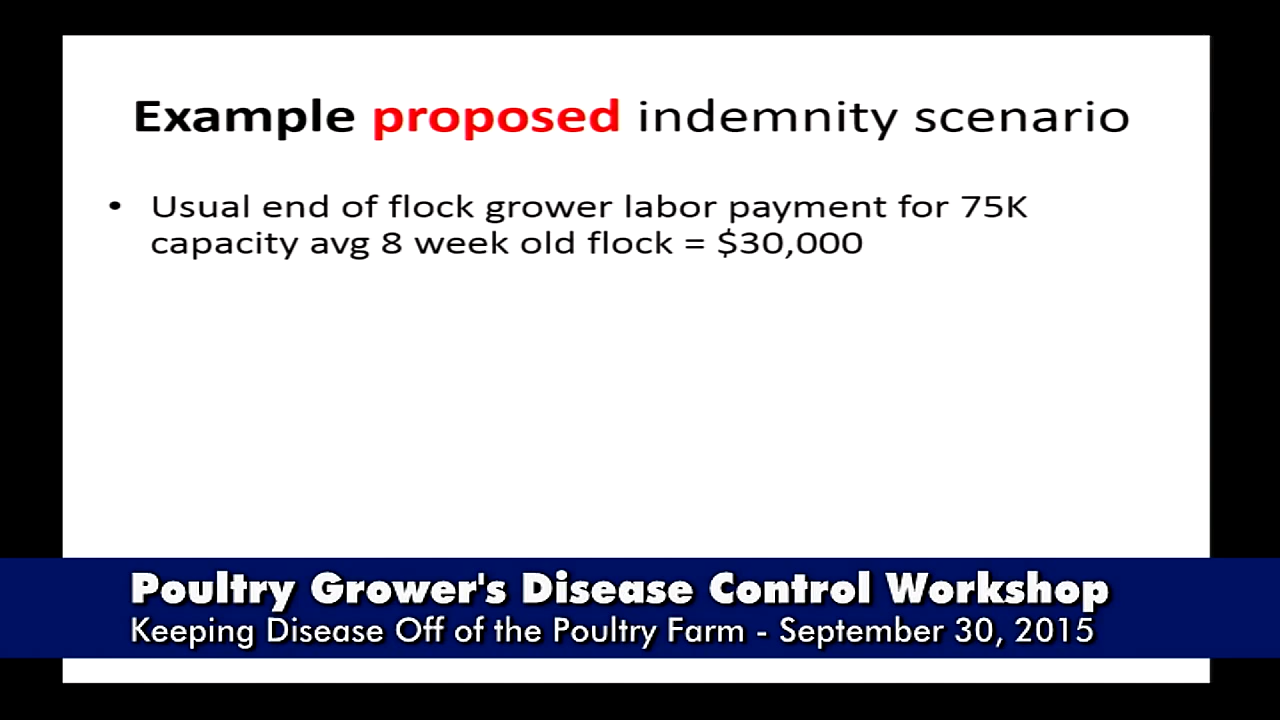 Example proposed indemnity scenario
• Usual end of flock grower labor payment for 75K
capacity avg 8 week old flock = $30,000
Poultry Grower's Disease Control Workshop
Keeping Disease Off of the Poultry Farm - September 30, 2015